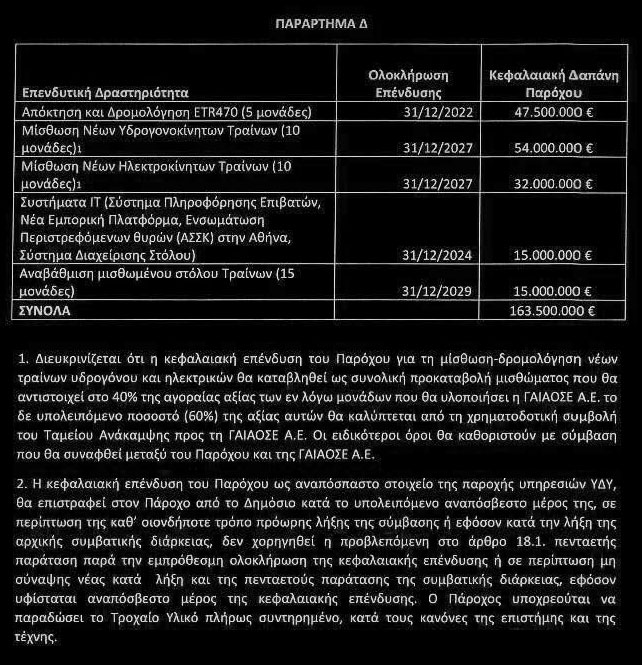 ΠΑΡΑΡΤΗΜΑ Δ
Επενδυτική Δραστηριότητα Ολοκλήρωση Επένδυσης Κεφαλαιακή Δαπάνη Παρόχου
Απόκτηση και Δρομολόγηση ETR470 (5 μονάδες) 31/12/2022 47.500.000 €
Μίσθωση Νέων Υδρογονοκίνητων Τραίνων (10
μονάδες)1 31/12/2027 54.000.000 €
Μίσθωση Νέων Ηλεκτροκίνητων Τραίνων (10
μονάδες)1 31/12/2027 32.000.000 €
Συστήματα ΙΤ (Σύστημα Πληροφόρησης Επιβατών,
Νέα Εμπορική Πλατφόρμα, Ενσωμάτωση
Περιστρεφόμενων θυρών (ΑΣΣΚ) στην Αθήνα,
Σύστημα Διαχείρισης Στόλου) 31/12/2024 15.000.000 €
Αναβάθμιση μισθωμένου στόλου Τραίνων (15
μονάδες) 31/12/2029 15.000.000 €
ΣΥΝΟΛΑ 163.500.000 €
1. Διευκρινίζεται ότι η κεφαλαιακή επένδυση του Παρόχου για τη μίσθωση-δρομολόγηση νέων
τραίνων υδρογόνου και ηλεκτρικών θα καταβληθεί ως συνολική προκαταβολή μισθώματος που θα
αντιστοιχεί στο 40% της αγοραίας αξίας των εν λόγω μονάδων που θα υλοποιήσει η ΓΑΙΑΟΣΕ Α.Ε. το
δε υπολειπόμενο ποσοστό (60%) της αξίας αυτών θα καλύπτεται από τη χρηματοδοτική συμβολή
του Ταμείου Ανάκαμψης προς τη ΓΑΙΑΟΣΕ Α.Ε. Οι ειδικότεροι όροι θα καθοριστούν με σύμβαση
που θα συναφθεί μεταξύ του Παρόχου και της ΓΑΙΑΟΣΕ Α.Ε.
2. Η κεφαλαιακή επένδυση του Παρόχου ως αναπόσπαστο στοιχείο της παροχής υπηρεσιών ΥΔΥ,
θα επιστραφεί στον Πάροχο από το Δημόσιο κατά το υπολειπόμενο αναπόσβεστο μέρος της, σε
περίπτωση της καθ' οιονδήποτε τρόπο πρόωρης λήξης της σύμβασης ή εφόσον κατά την λήξη της
αρχικής συμβατικής διάρκειας, δεν χορηγηθεί η προβλεπόμενη στο άρθρο 18.1. πενταετής
παράταση παρά την εμπρόθεσμη ολοκλήρωση της κεφαλαιακής επένδυσης ή σε περίπτωση μη
σύναψης νέας κατά λήξη και της πενταετούς παράτασης της συμβατικής διάρκειας, εφόσον
υφίσταται αναπόσβεστο μέρος της κεφαλαιακής επένδυσης. Ο Πάροχος υποχρεούται να
παραδώσει το Τροχαίο Υλικό πλήρως συντηρημένο, κατά τους κανόνες της επιστήμης και της
τέχνης.